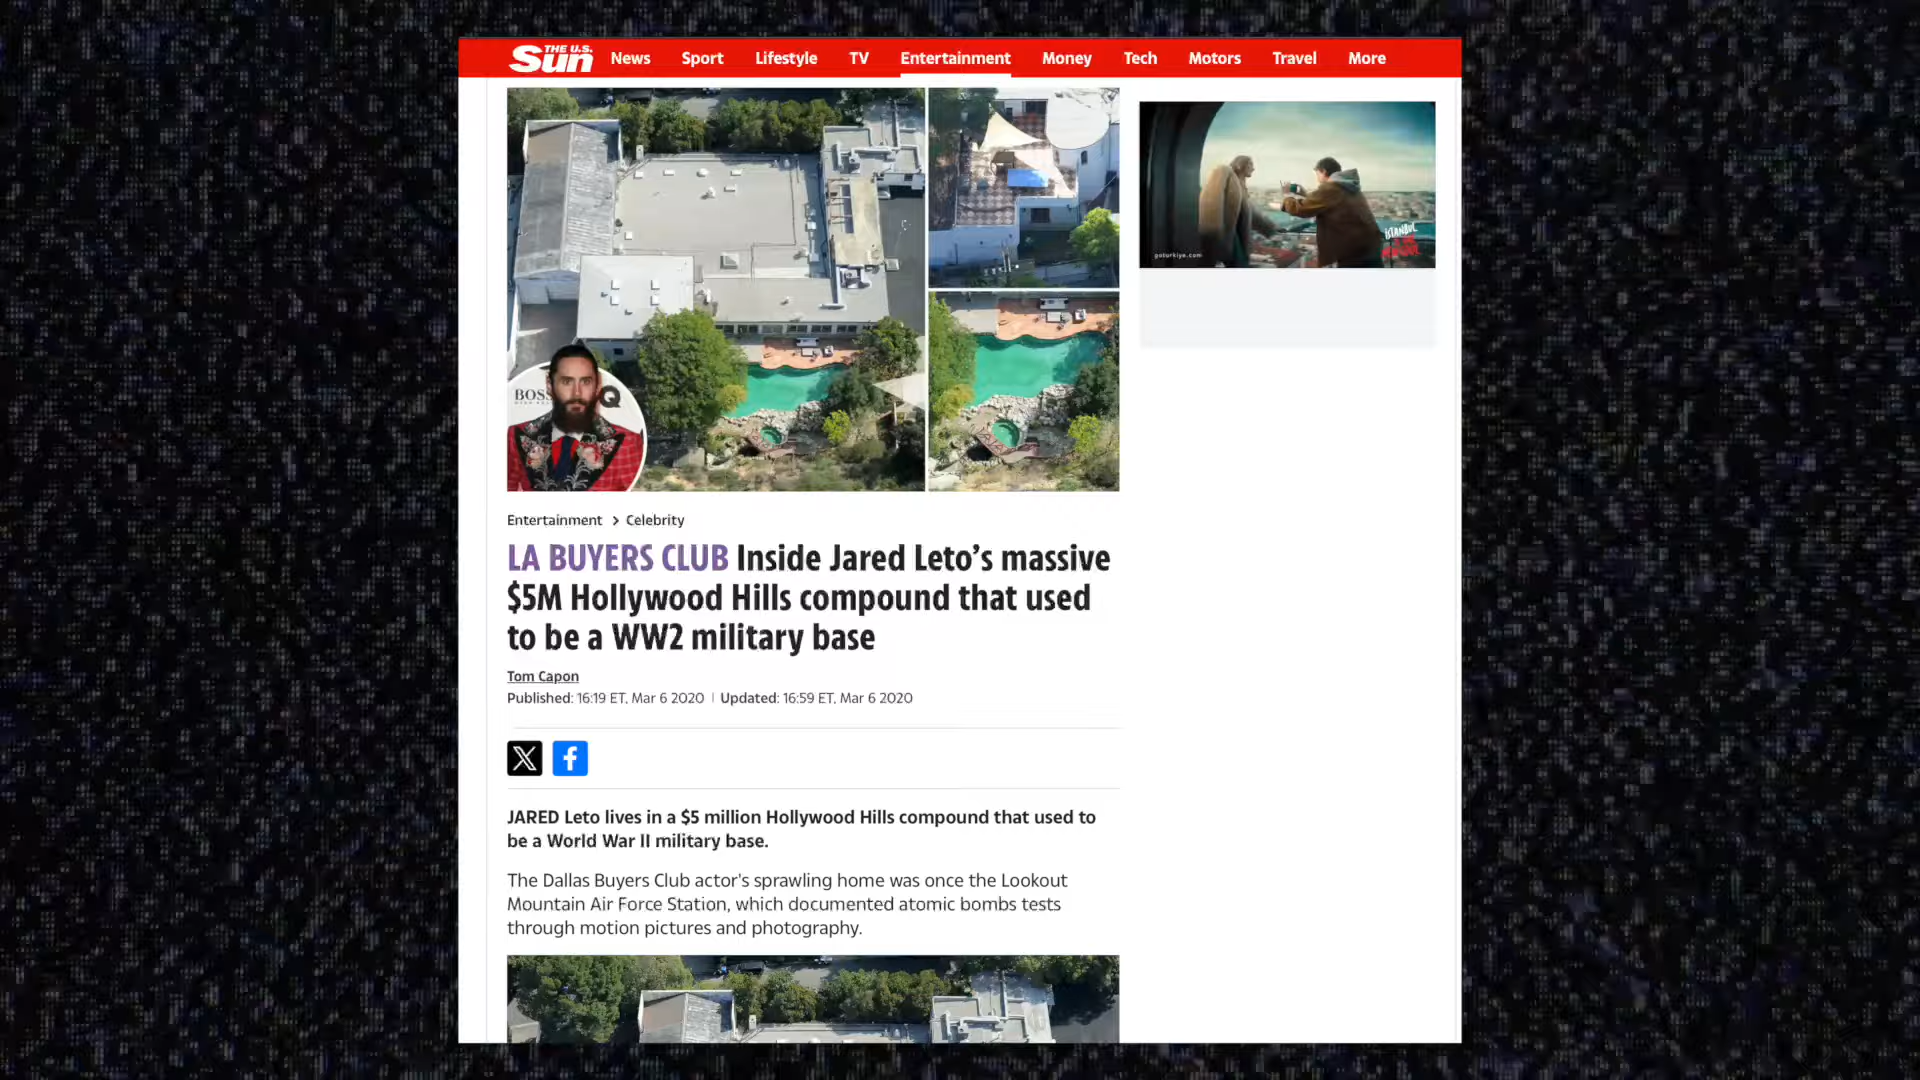 THE U.S.
Sun
News Sport Lifestyle TV Entertainment Money Tech Motors Travel More
BOSS
Q
goturkiye.com
ISTANBUL
Entertainment > Celebrity
LA BUYERS CLUB Inside Jared Leto’s massive
$5M Hollywood Hills compound that used
to be a WW2 military base
Tom Capon
Published: 16:19 ET, Mar 6 2020 | Updated: 16:59 ET, Mar 6 2020
X f
JARED Leto lives in a $5 million Hollywood Hills compound that used to
be a World War II military base.
The Dallas Buyers Club actor's sprawling home was once the Lookout
Mountain Air Force Station, which documented atomic bombs tests
through motion pictures and photography.